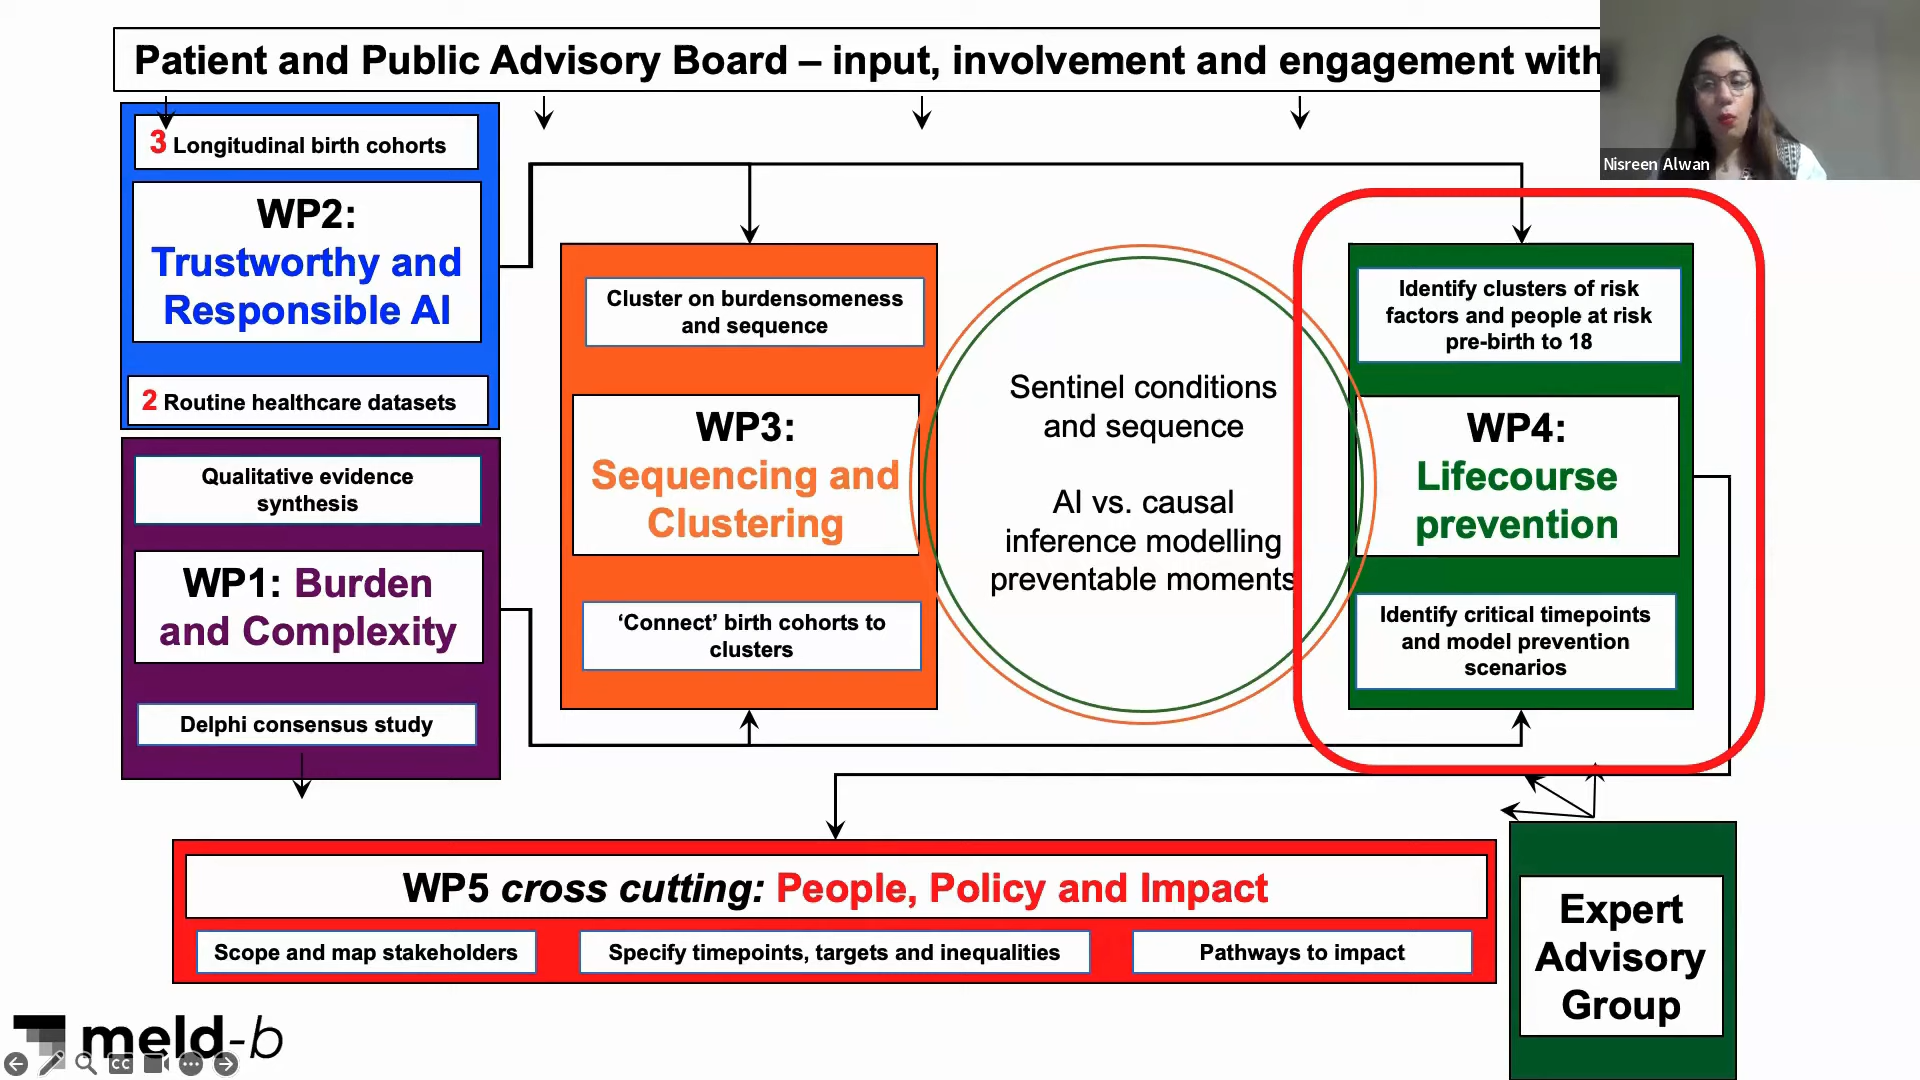 Patient and Public Advisory Board – input, involvement and engagement with
Nisreen Alwan
3 Longitudinal birth cohorts
WP2:
Trustworthy and
Responsible AI
2 Routine healthcare datasets
Qualitative evidence
synthesis
WP1: Burden
and Complexity
Delphi consensus study
Cluster on burdensomeness
and sequence
WP3:
Sequencing and
Clustering
‘Connect’ birth cohorts to
clusters
Sentinel conditions
and sequence
AI vs. causal
inference modelling
preventable moments
Identify clusters of risk
factors and people at risk
pre-birth to 18
WP4:
Lifecourse
prevention
Identify critical timepoints
and model prevention
scenarios
WP5 cross cutting: People, Policy and Impact
Scope and map stakeholders
Specify timepoints, targets and inequalities
Pathways to impact
Expert
Advisory
Group
meld-b
CC